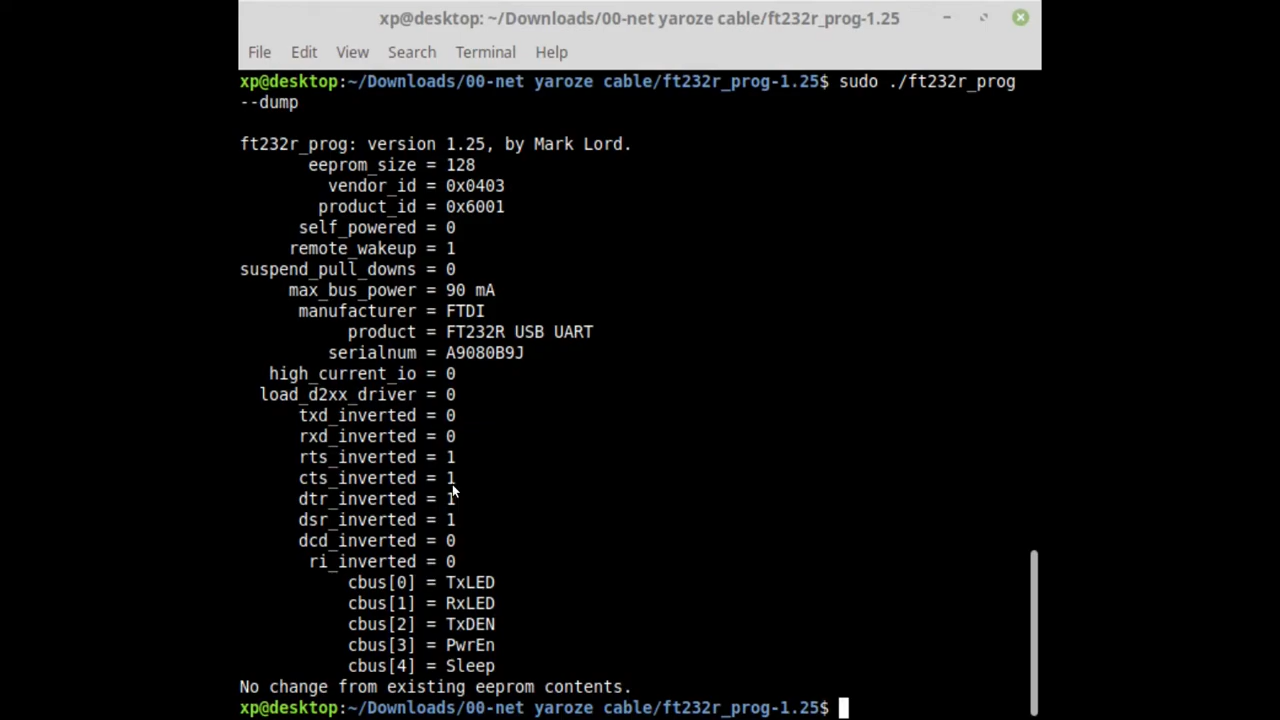 xp@desktop: ~/Downloads/00-net yaroze cable/ft232r_prog-1.25
File Edit View Search Terminal Help
xp@desktop:~/Downloads/00-net yaroze cable/ft232r_prog-1.25$ sudo ./ft232r_prog
--dump
ft232r_prog: version 1.25, by Mark Lord.
eeprom_size = 128
vendor_id = 0x0403
product_id = 0x6001
self_powered = 0
remote_wakeup = 1
suspend_pull_downs = 0
max_bus_power = 90 mA
manufacturer = FTDI
product = FT232R USB UART
serialnum = A9080B9J
high_current_io = 0
load_d2xx_driver = 0
txd_inverted = 0
rxd_inverted = 0
rts_inverted = 1
cts_inverted = 1
dtr_inverted = 1
dsr_inverted = 1
dcd_inverted = 0
ri_inverted = 0
cbus[0] = TxLED
cbus[1] = RxLED
cbus[2] = TxDEN
cbus[3] = PwrEn
cbus[4] = Sleep
No change from existing eeprom contents.
xp@desktop:~/Downloads/00-net yaroze cable/ft232r_prog-1.25$